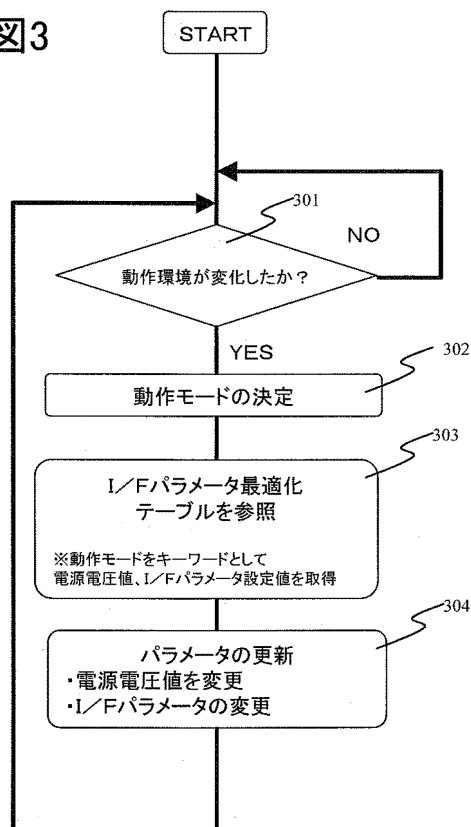 図3
START
301
NO
動作環境が変化したか？
YES
302
動作モードの決定
303
I／Fパラメータ最適化
テーブルを参照
※動作モードをキーワードとして
電源電圧値、I／Fパラメータ設定値を取得
304
パラメータの更新
・電源電圧値を変更
・I／Fパラメータの変更